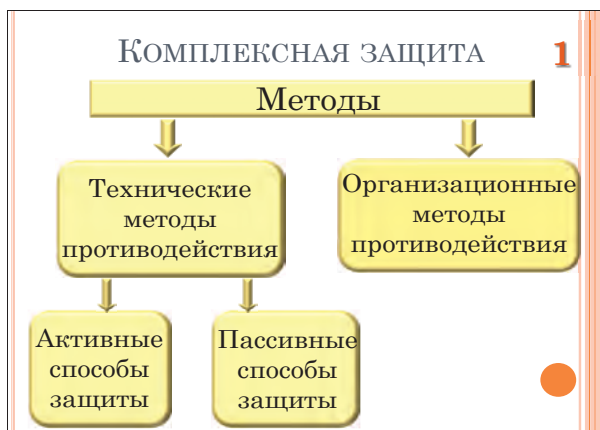 Комплексная защита
1
Методы
Технические
методы
противодействия
Организационные
методы
противодействия
Активные
способы
защиты
Пассивные
способы
защиты